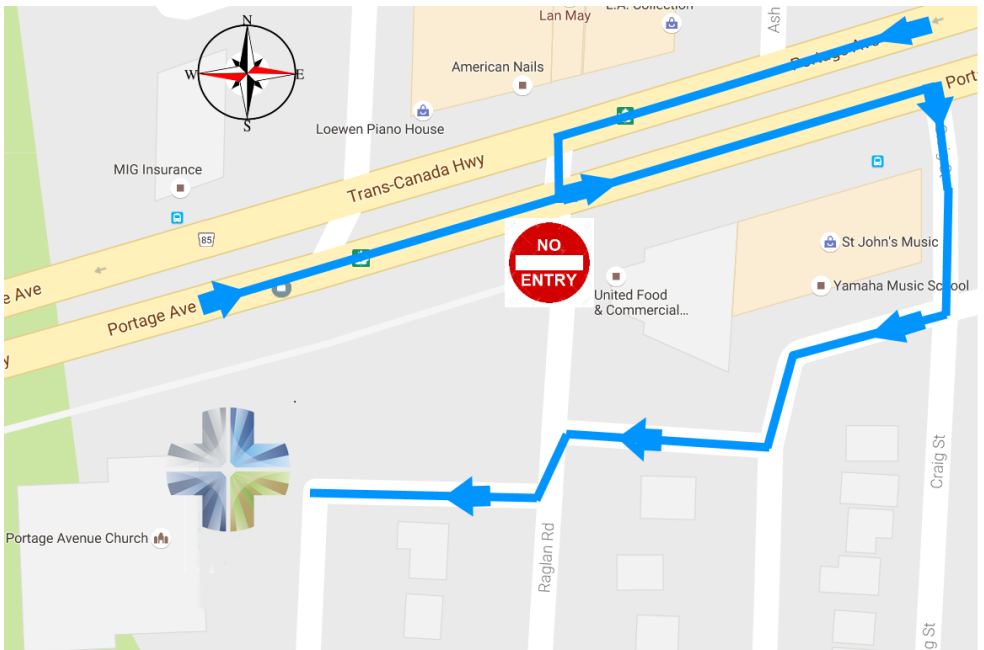 N
W
E
S
Lan May
L.A. Collection
Ash
Portage Ave
Port
American Nails
Loewen Piano House
MIG Insurance
Trans-Canada Hwy
85
e Ave
Portage Ave
y
NO
ENTRY
United Food
& Commercial...
St John's Music
Yamaha Music School
Craig St
Raglan Rd
Portage Avenue Church
g St